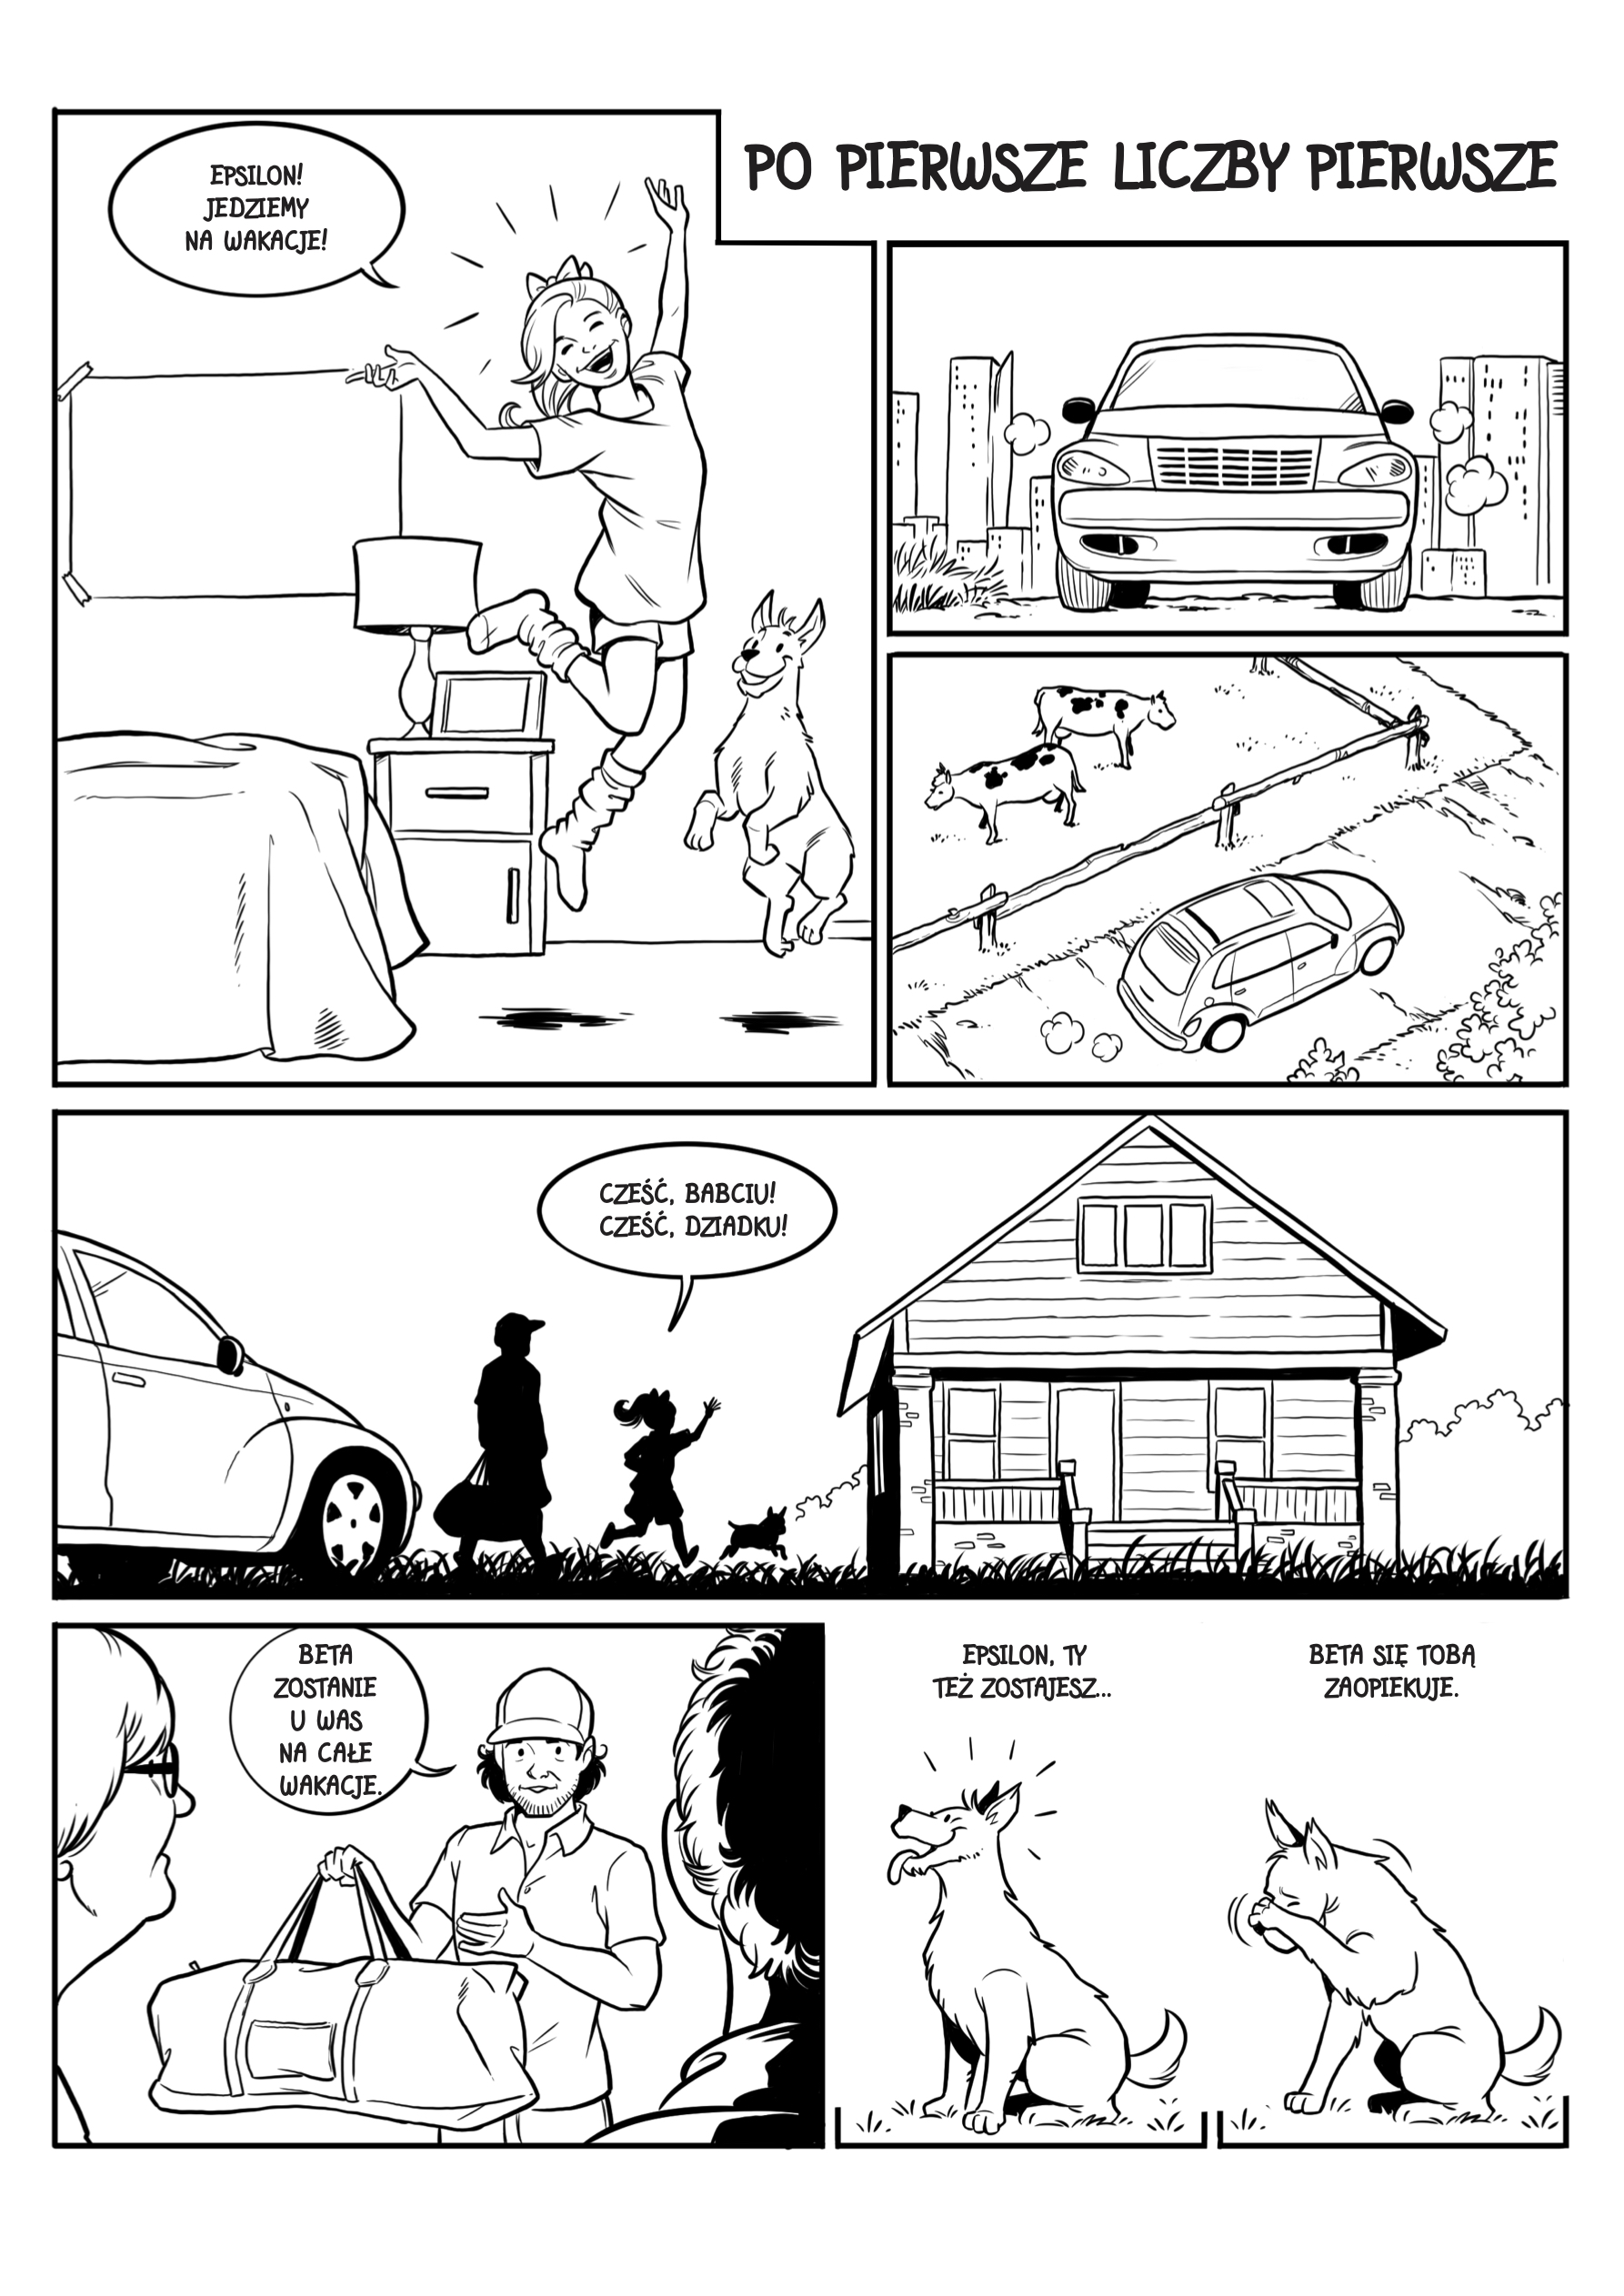 PO PIERWSZE LICZBY PIERWSZE
EPSILON!
JEDZIEMY
NA WAKACJE!
CZEŚĆ, BABCIU!
CZEŚĆ, DZIADKU!
BETA
ZOSTANIE
U WAS
NA CAŁE
WAKACJE.
EPSILON, TY
TEŻ ZOSTAJESZ...
BETA SIĘ TOBĄ
ZAOPIEKUJE.